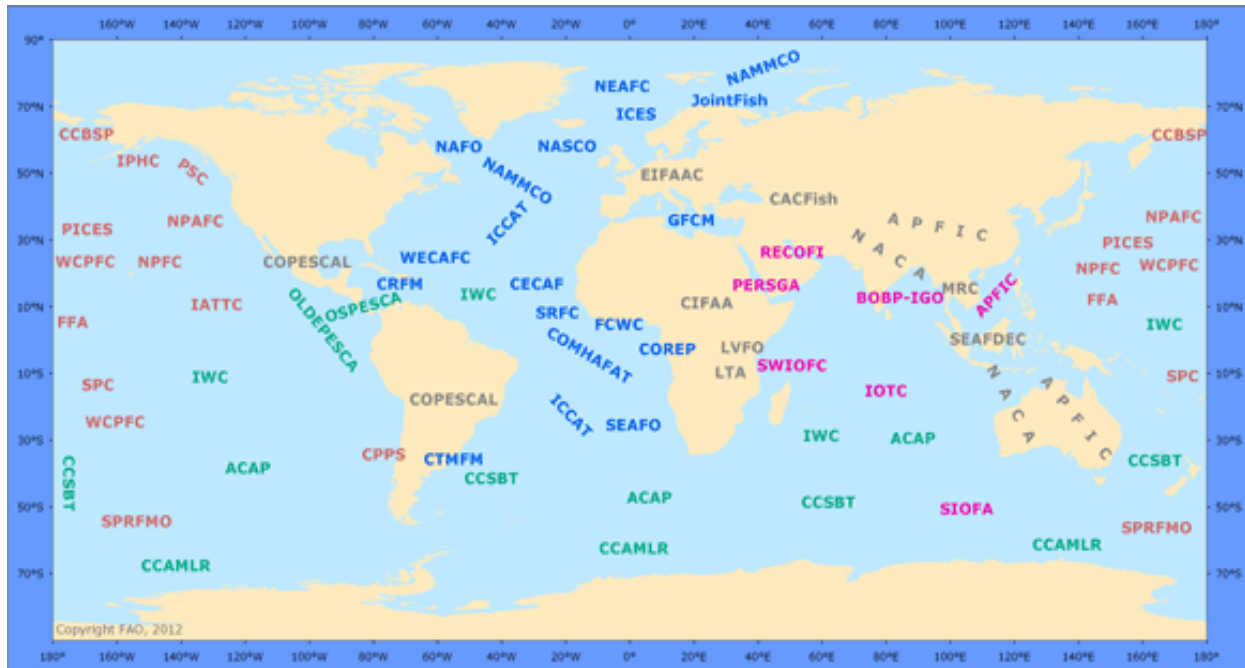 160°W 140°W 120°W 100°W 80°W 60°W 40°W 20°W 0° 20°E 40°E 60°E 80°E 100°E 120°E 140°E 160°E 180°
90°
NAMMCO
NEAFC
JointFish
70°N 70°N
ICES
CCBSP CCBSP
NAFO NASCO
IPHC PSC
NAMMCO
50°N EIFAAC 50°N
CACFish
ICCAT
NPAFC GFCM APFIC NPAFC
PICES
30°N NACA PICES 30°N
RECOFI
WCPFC NPFC COPESCAL WECAFC NPFC WCPFC
CRFM CECAF PERSGA MRC APFIC
IWC BOBP-IGO
OLDEPESCA OSPESCA
10°N IATTC CIFAA FFA 10°N
SRFC
FFA FCWC IWC
COMHAFAT COREP LVFO SEAFDEC
SWIOFC
10°S IWC LTA SPC 10°S
SPC NACA APFIC
COPESCAL ICCAT IOTC
WCPFC SEAFO
30°S IWC ACAP 30°S
CPPS CTMFM CCSBT
CCSBT ACAP CCSBT
50°S ACAP CCSBT SIOFA 50°S
SPRFMO SPRFMO
CCAMLR CCAMLR
CCAMLR
70°S 70°S
Copyright FAO, 2012
180° 160°W 140°W 120°W 100°W 80°W 60°W 40°W 20°W 0° 20°E 40°E 60°E 80°E 100°E 120°E 140°E 160°E 180°